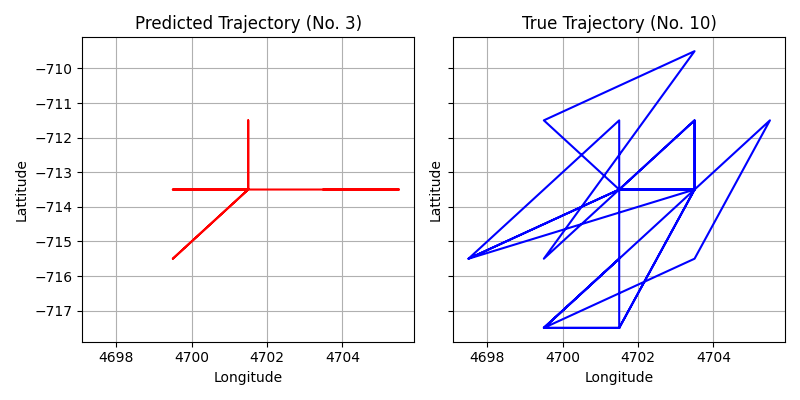 Predicted Trajectory (No. 3)
True Trajectory (No. 10)
−710
−711
−712
−713
−714
−715
−716
−717
Lattitude
Lattitude
4698 4700 4702 4704
4698 4700 4702 4704
Longitude
Longitude